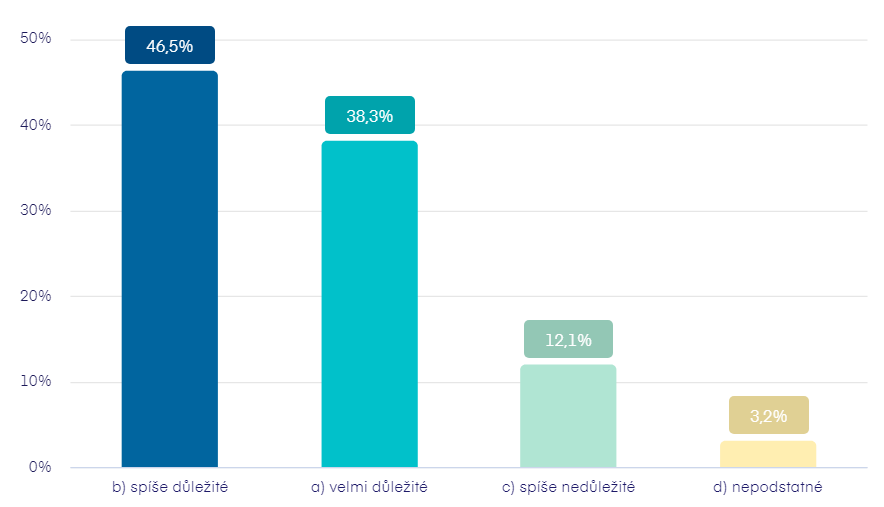 50%
46,5%
38,3%
40%
30%
20%
12,1%
10%
3,2%
0%
b) spíše důležité
a) velmi důležité
c) spíše nedůležité
d) nepodstatné